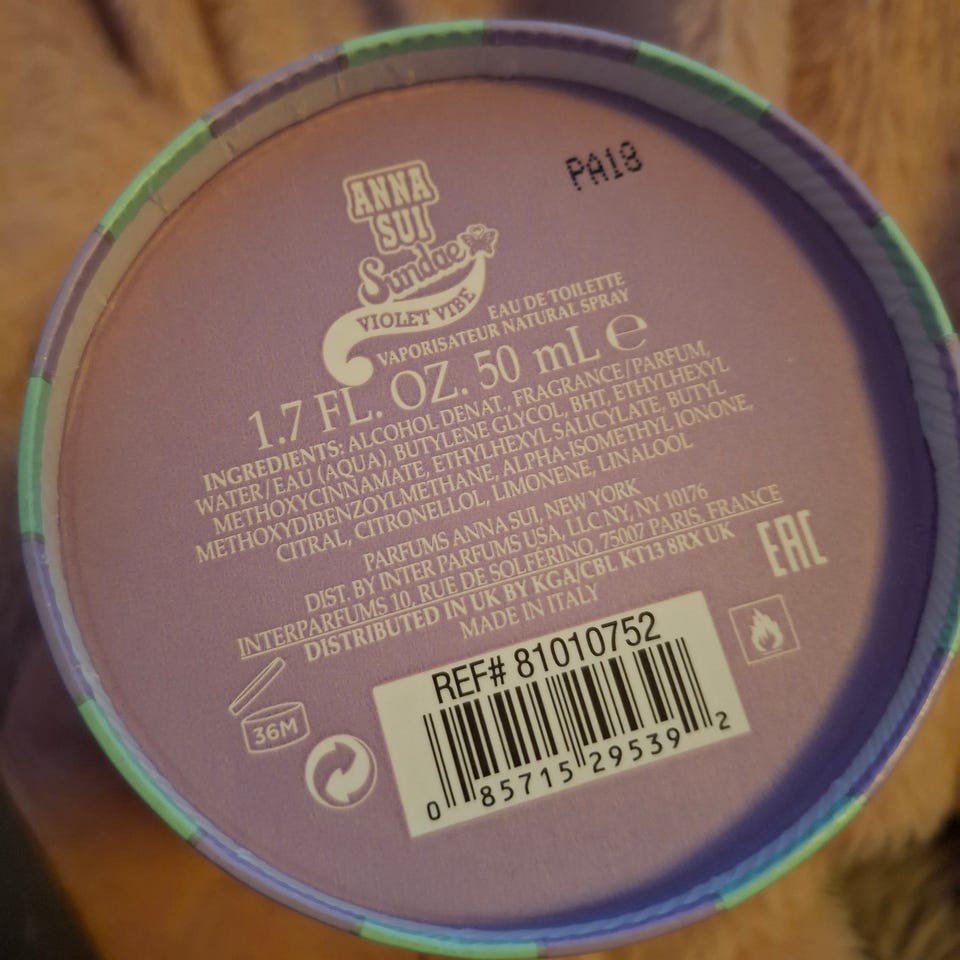 PA18
ANNA
SUI
Sundae
VIOLET VIBE
EAU DE TOILETTE
VAPORISATEUR NATURAL SPRAY
1.7 FL. OZ. 50 mL ℮
INGREDIENTS: ALCOHOL DENAT., FRAGRANCE/PARFUM,
WATER/EAU (AQUA), BUTYLENE GLYCOL, BHT, ETHYLHEXYL
METHOXYCINNAMATE, ETHYLHEXYL SALICYLATE, BUTYL
METHOXYDIBENZOYLMETHANE, ALPHA-ISOMETHYL IONONE,
CITRAL, CITRONELLOL, LIMONENE, LINALOOL
PARFUMS ANNA SUI, NEW YORK
DIST. BY INTER PARFUMS USA, LLC NY, NY 10176
INTERPARFUMS 10, RUE DE SOLFÉRINO, 75007 PARIS, FRANCE
DISTRIBUTED IN UK BY KGA/CBL KT13 8RX UK
MADE IN ITALY
EAC
36M
REF# 81010752
0 85715 29539 2